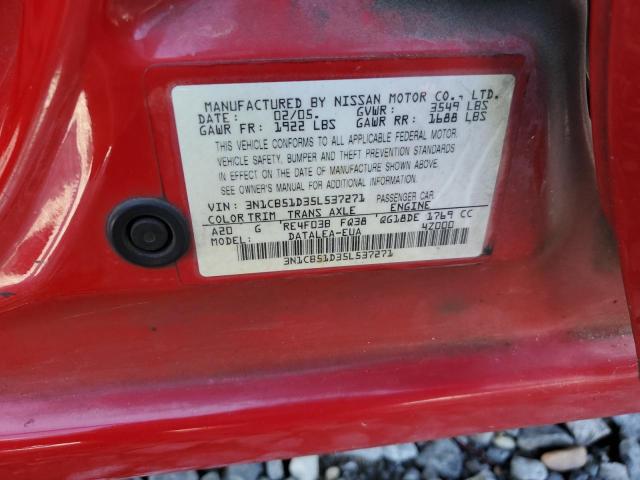 MANUFACTURED BY NISSAN MOTOR CO., LTD.
DATE: 02/05. GVWR: 3549 LBS
GAWR FR: 1922 LBS GAWR RR: 1688 LBS
THIS VEHICLE CONFORMS TO ALL APPLICABLE FEDERAL MOTOR
VEHICLE SAFETY, BUMPER AND THEFT PREVENTION STANDARDS
IN EFFECT ON THE DATE OF MANUFACTURE SHOWN ABOVE.
SEE OWNER'S MANUAL FOR ADDITIONAL INFORMATION.
VIN: 3N1CB51D35L537271 PASSENGER CAR
COLOR TRIM TRANS AXLE ENGINE
A20 G RE4F03B FQ38 QG18DE 1769 CC
MODEL: DATALEA-EUA 4Z000
3N1CB51D35L537271